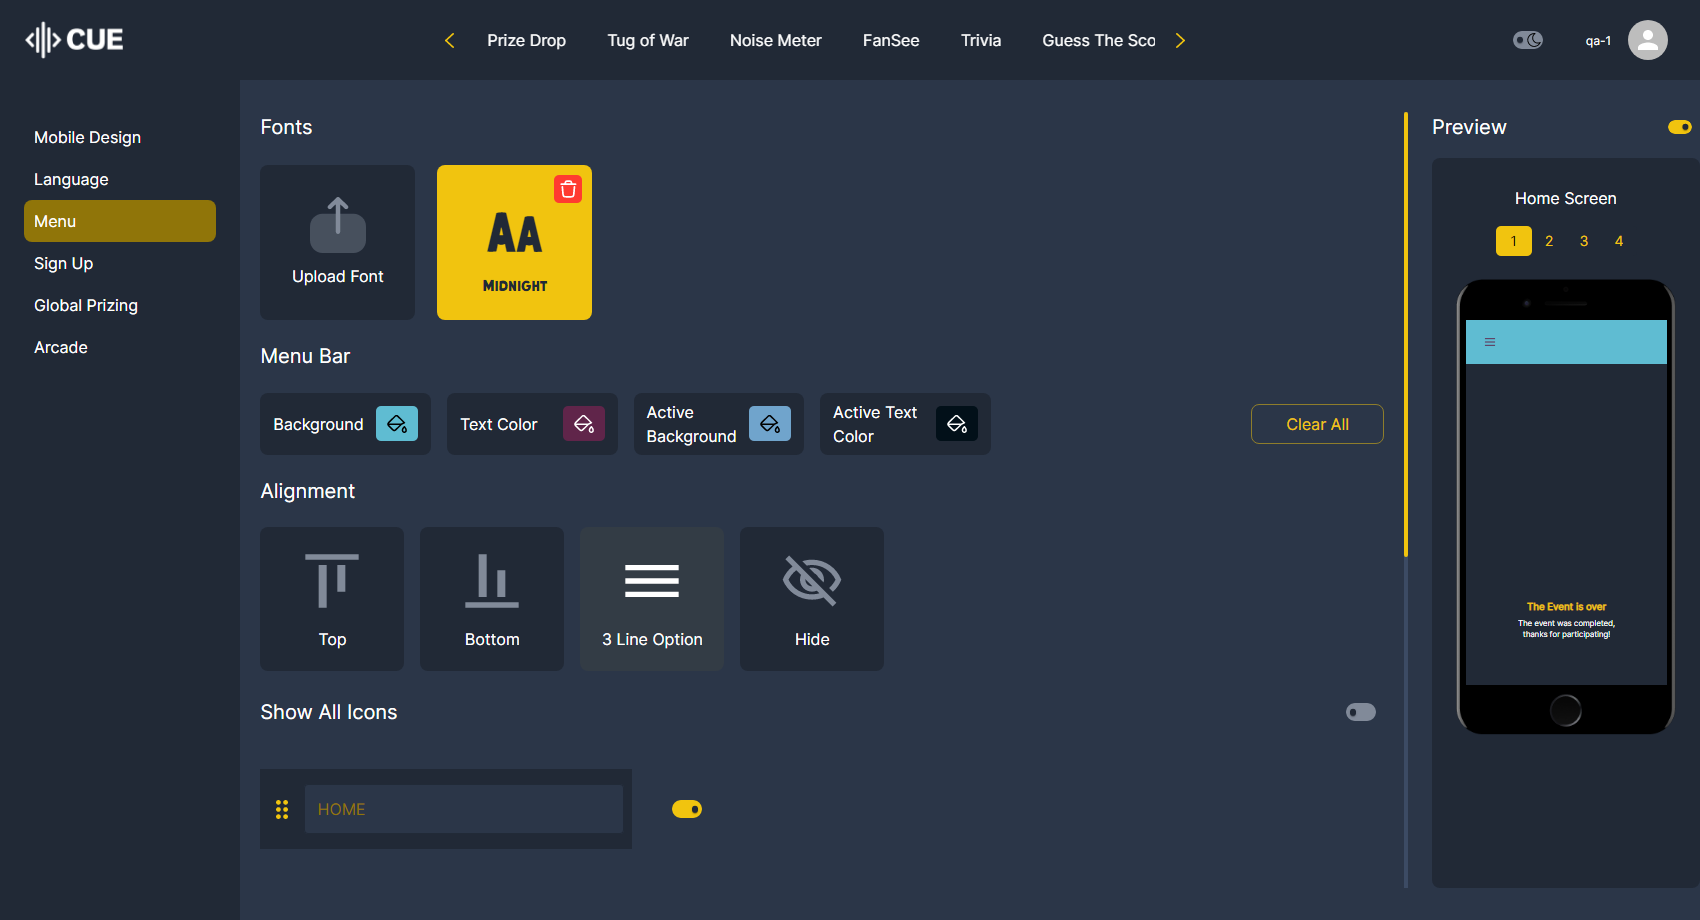 CUE
Prize Drop
Tug of War
Noise Meter
FanSee
Trivia
Guess The Sco
qa-1
Mobile Design
Language
Menu
Sign Up
Global Prizing
Arcade
Fonts
Upload Font
AA
MIDNIGHT
Menu Bar
Background
Text Color
Active
Background
Active Text
Color
Clear All
Alignment
Top
Bottom
3 Line Option
Hide
Show All Icons
HOME
Preview
Home Screen
1 2 3 4
The Event is over
The event was completed,
thanks for participating!